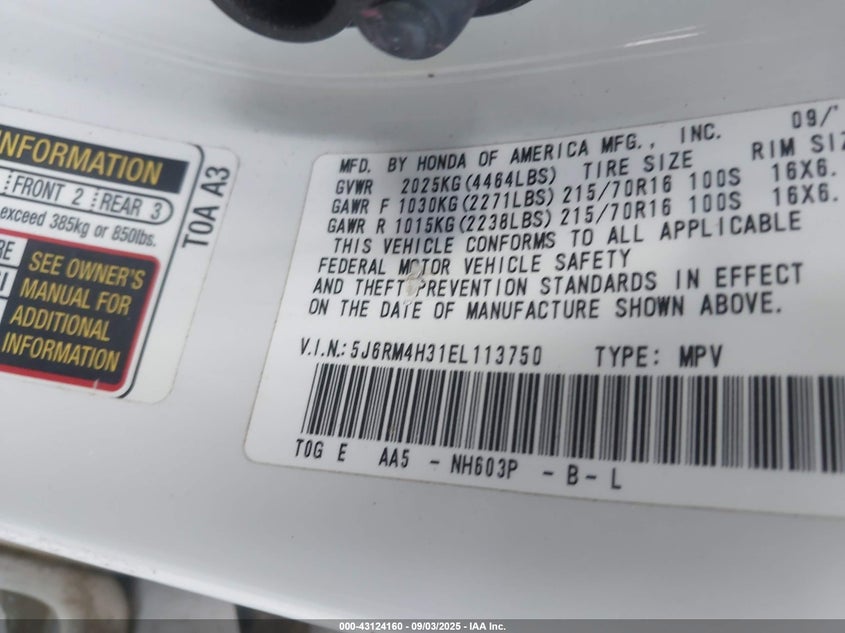 INFORMATION
FRONT 2 REAR 3
exceed 385kg or 850lbs.
SEE OWNER'S
MANUAL FOR
ADDITIONAL
INFORMATION
T0A A3
MFD. BY HONDA OF AMERICA MFG., INC. 09/
GVWR 2025KG(4464LBS) TIRE SIZE RIM SIZ
GAWR F 1030KG(2271LBS) 215/70R16 100S 16X6.
GAWR R 1015KG(2238LBS) 215/70R16 100S 16X6.
THIS VEHICLE CONFORMS TO ALL APPLICABLE
FEDERAL MOTOR VEHICLE SAFETY
AND THEFT PREVENTION STANDARDS IN EFFECT
ON THE DATE OF MANUFACTURE SHOWN ABOVE.
V.I.N.: 5J6RM4H31EL113750 TYPE: MPV
T0G E AA5 - NH603P - B - L
000-43124160 - 09/03/2025 - IAA Inc.